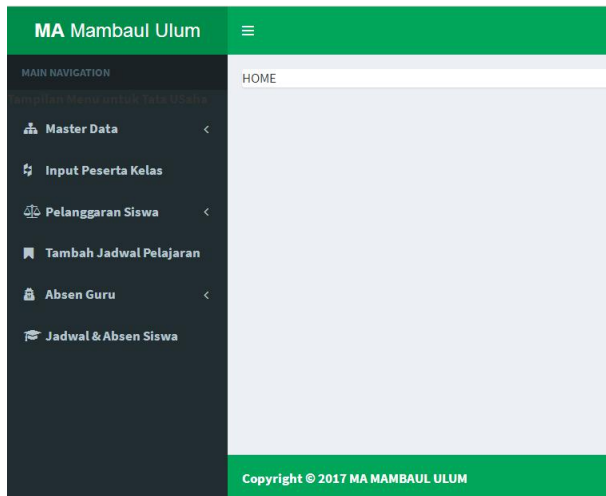 MA Mambaul Ulum
MAIN NAVIGATION
HOME
Tampilan Menu untuk Tata USaha
Master Data
Input Peserta Kelas
Pelanggaran Siswa
Tambah Jadwal Pelajaran
Absen Guru
Jadwal & Absen Siswa
Copyright © 2017 MA MAMBAUL ULUM